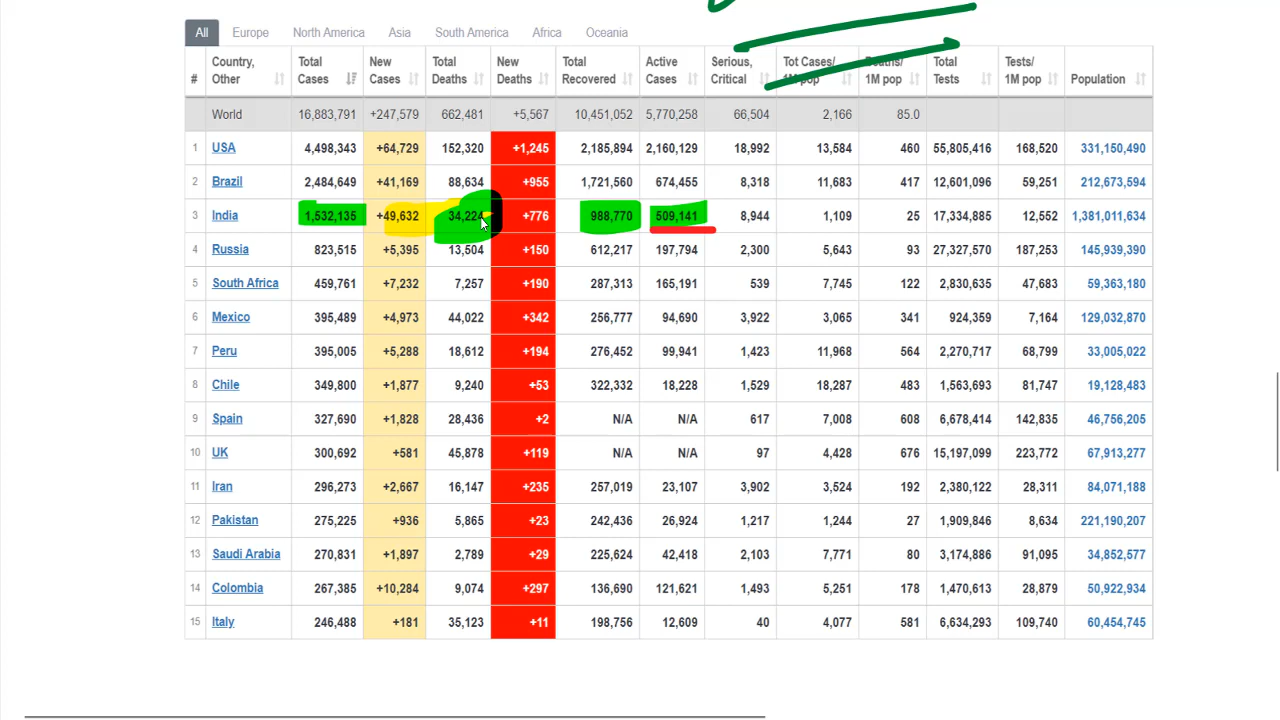 All Europe North America Asia South America Africa Oceania
# Country, Other Total Cases New Cases Total Deaths New Deaths Total Recovered Active Cases Serious, Critical Tot Cases/ 1M pop Deaths/ 1M pop Total Tests Tests/ 1M pop Population
World 16,883,791 +247,579 662,481 +5,567 10,451,052 5,770,258 66,504 2,166 85.0
1 USA 4,498,343 +64,729 152,320 +1,245 2,185,894 2,160,129 18,992 13,584 460 55,805,416 168,520 331,150,490
2 Brazil 2,484,649 +41,169 88,634 +955 1,721,560 674,455 8,318 11,683 417 12,601,096 59,251 212,673,594
3 India 1,532,135 +49,632 34,224 +776 988,770 509,141 8,944 1,109 25 17,334,885 12,552 1,381,011,634
4 Russia 823,515 +5,395 13,504 +150 612,217 197,794 2,300 5,643 93 27,327,570 187,253 145,939,390
5 South Africa 459,761 +7,232 7,257 +190 287,313 165,191 539 7,745 122 2,830,635 47,683 59,363,180
6 Mexico 395,489 +4,973 44,022 +342 256,777 94,690 3,922 3,065 341 924,359 7,164 129,032,870
7 Peru 395,005 +5,288 18,612 +194 276,452 99,941 1,423 11,968 564 2,270,717 68,799 33,005,022
8 Chile 349,800 +1,877 9,240 +53 322,332 18,228 1,529 18,287 483 1,563,693 81,747 19,128,483
9 Spain 327,690 +1,828 28,436 +2 N/A N/A 617 7,008 608 6,678,414 142,835 46,756,205
10 UK 300,692 +581 45,878 +119 N/A N/A 97 4,428 676 15,197,099 223,772 67,913,277
11 Iran 296,273 +2,667 16,147 +235 257,019 23,107 3,902 3,524 192 2,380,122 28,311 84,071,188
12 Pakistan 275,225 +936 5,865 +23 242,436 26,924 1,217 1,244 27 1,909,846 8,634 221,190,207
13 Saudi Arabia 270,831 +1,897 2,789 +29 225,624 42,418 2,103 7,771 80 3,174,886 91,095 34,852,577
14 Colombia 267,385 +10,284 9,074 +297 136,690 121,621 1,493 5,251 178 1,470,613 28,879 50,922,934
15 Italy 246,488 +181 35,123 +11 198,756 12,609 40 4,077 581 6,634,293 109,740 60,454,745